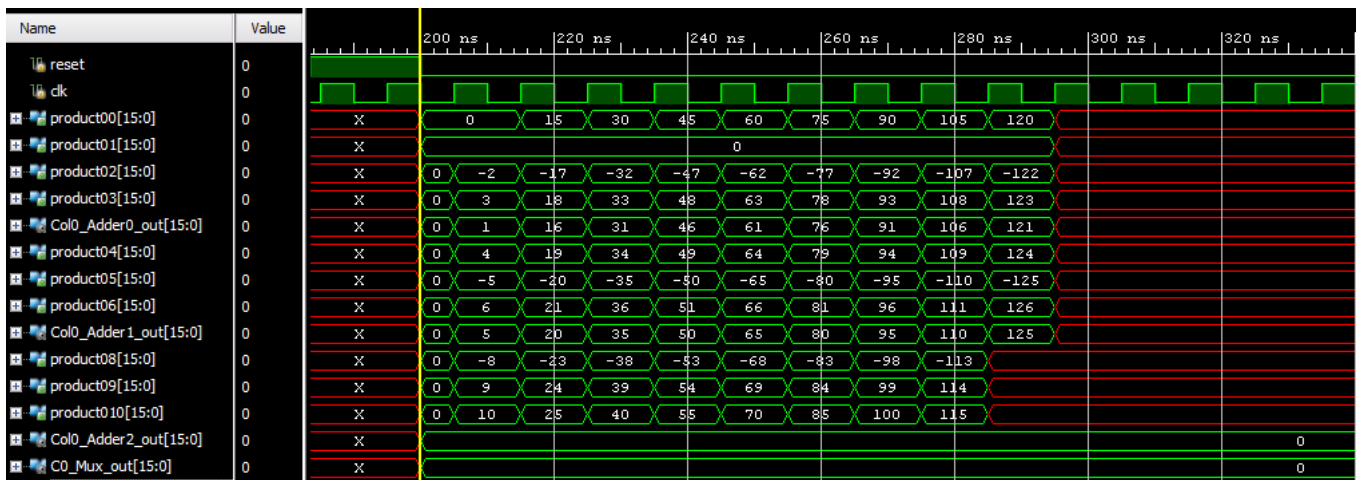 Name Value 200 ns 220 ns 240 ns 260 ns 280 ns 300 ns 320 ns
reset 0
clk 0
product00[15:0] 0 X 0 15 30 45 60 75 90 105 120
product01[15:0] 0 X 0
product02[15:0] 0 X 0 -2 -17 -32 -47 -62 -77 -92 -107 -122
product03[15:0] 0 X 0 3 18 33 48 63 78 93 108 123
Col0_Adder0_out[15:0] 0 X 0 1 16 31 46 61 76 91 106 121
product04[15:0] 0 X 0 4 19 34 49 64 79 94 109 124
product05[15:0] 0 X 0 -5 -20 -35 -50 -65 -80 -95 -110 -125
product06[15:0] 0 X 0 6 21 36 51 66 81 96 111 126
Col0_Adder1_out[15:0] 0 X 0 5 20 35 50 65 80 95 110 125
product08[15:0] 0 X 0 -8 -23 -38 -53 -68 -83 -98 -113
product09[15:0] 0 X 0 9 24 39 54 69 84 99 114
product010[15:0] 0 X 0 10 25 40 55 70 85 100 115
Col0_Adder2_out[15:0] 0 X 0
C0_Mux_out[15:0] 0 X 0